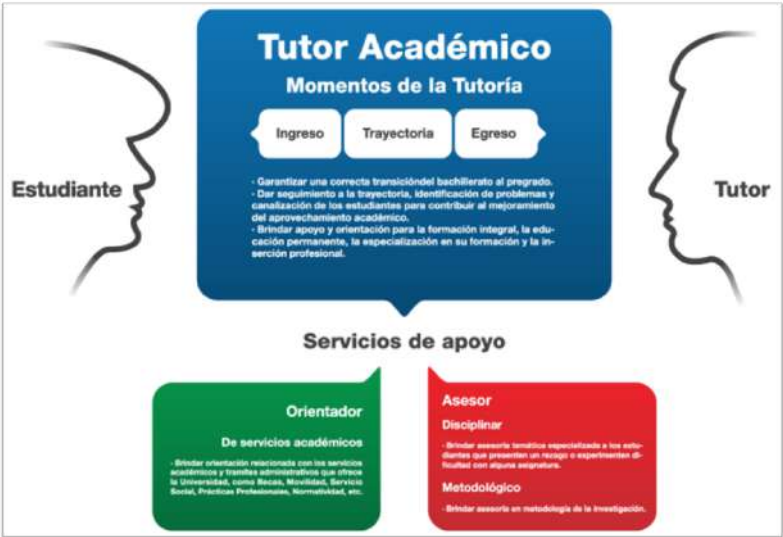 Tutor Académico
Momentos de la Tutoría
Ingreso
Trayectoria
Egreso
- Garantizar una correcta transicióndel bachillerato al pregrado.
- Dar seguimiento a la trayectoria, identificación de problemas y
canalización de los estudiantes para contribuir al mejoramiento
del aprovechamiento académico.
- Brindar apoyo y orientación para la formación integral, la edu-
cación permanente, la especialización en su formación y la in-
serción profesional.
Estudiante
Tutor
Servicios de apoyo
Orientador
De servicios académicos
- Brindar orientación relacionada con los servicios
académicos y tramites administrativos que ofrece
la Universidad, como Becas, Movilidad, Servicio
Social, Prácticas Profesionales, Normatividad, etc.
Asesor
Disciplinar
- Brindar asesoría temática especializada a los estu-
diantes que presenten un rezago o experimenten di-
ficultad con alguna asignatura.
Metodológico
- Brindar asesoría en metodología de la investigación.